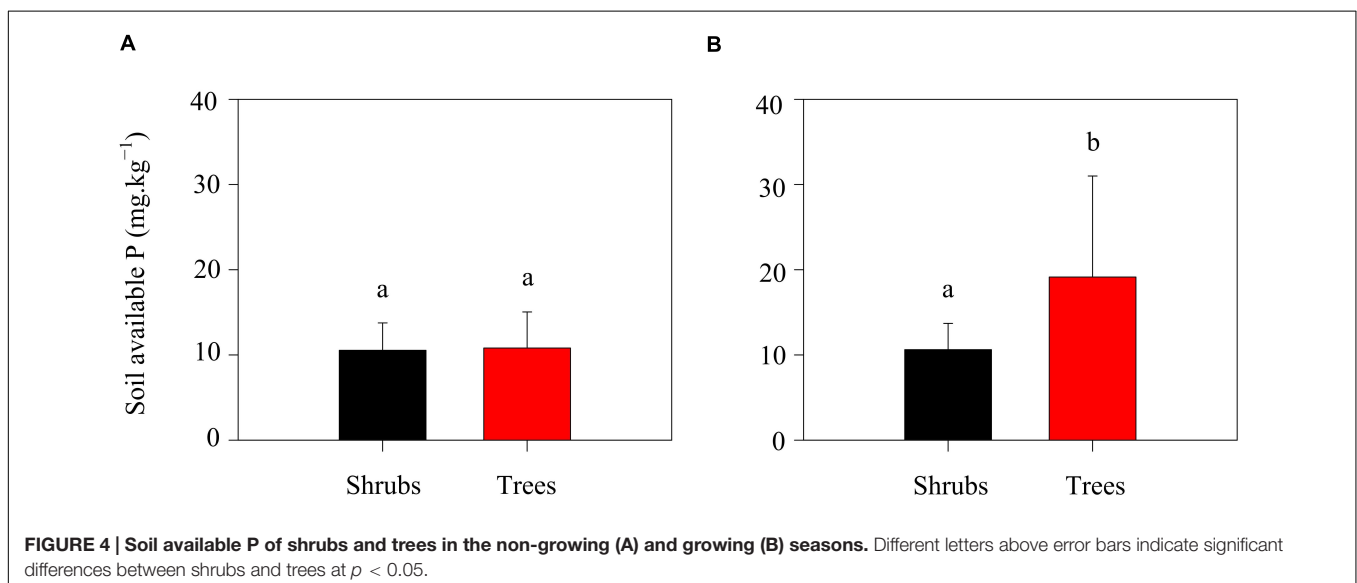 A
B
Soil available P (mg.kg⁻¹)
40
30
20
10
0
a
a
Shrubs
Trees
40
30
20
10
0
a
b
Shrubs
Trees
FIGURE 4 | Soil available P of shrubs and trees in the non-growing (A) and growing (B) seasons. Different letters above error bars indicate significant
differences between shrubs and trees at p < 0.05.